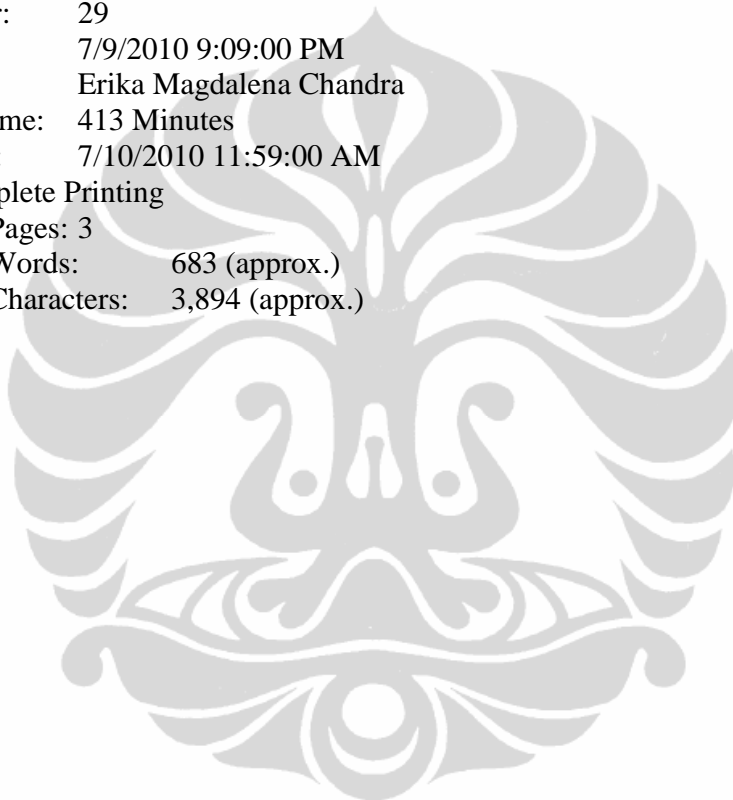 r: 29
7/9/2010 9:09:00 PM
Erika Magdalena Chandra
me: 413 Minutes
: 7/10/2010 11:59:00 AM
plete Printing
Pages: 3
Words: 683 (approx.)
Characters: 3,894 (approx.)